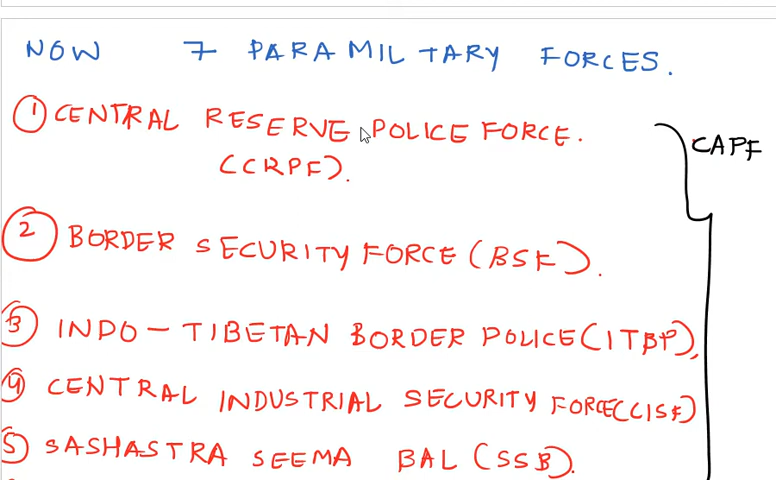 NOW 7 PARAMILTARY FORCES.
① CENTRAL RESERVE POLICE FORCE.
(CRPF).
CAPF
② BORDER SECURITY FORCE (BSF).
③ INDO - TIBETAN BORDER POLICE (ITBP),
④ CENTRAL INDUSTRIAL SECURITY FORCE (CISF)
⑤ SASHASTRA SEEMA BAL (SSB).